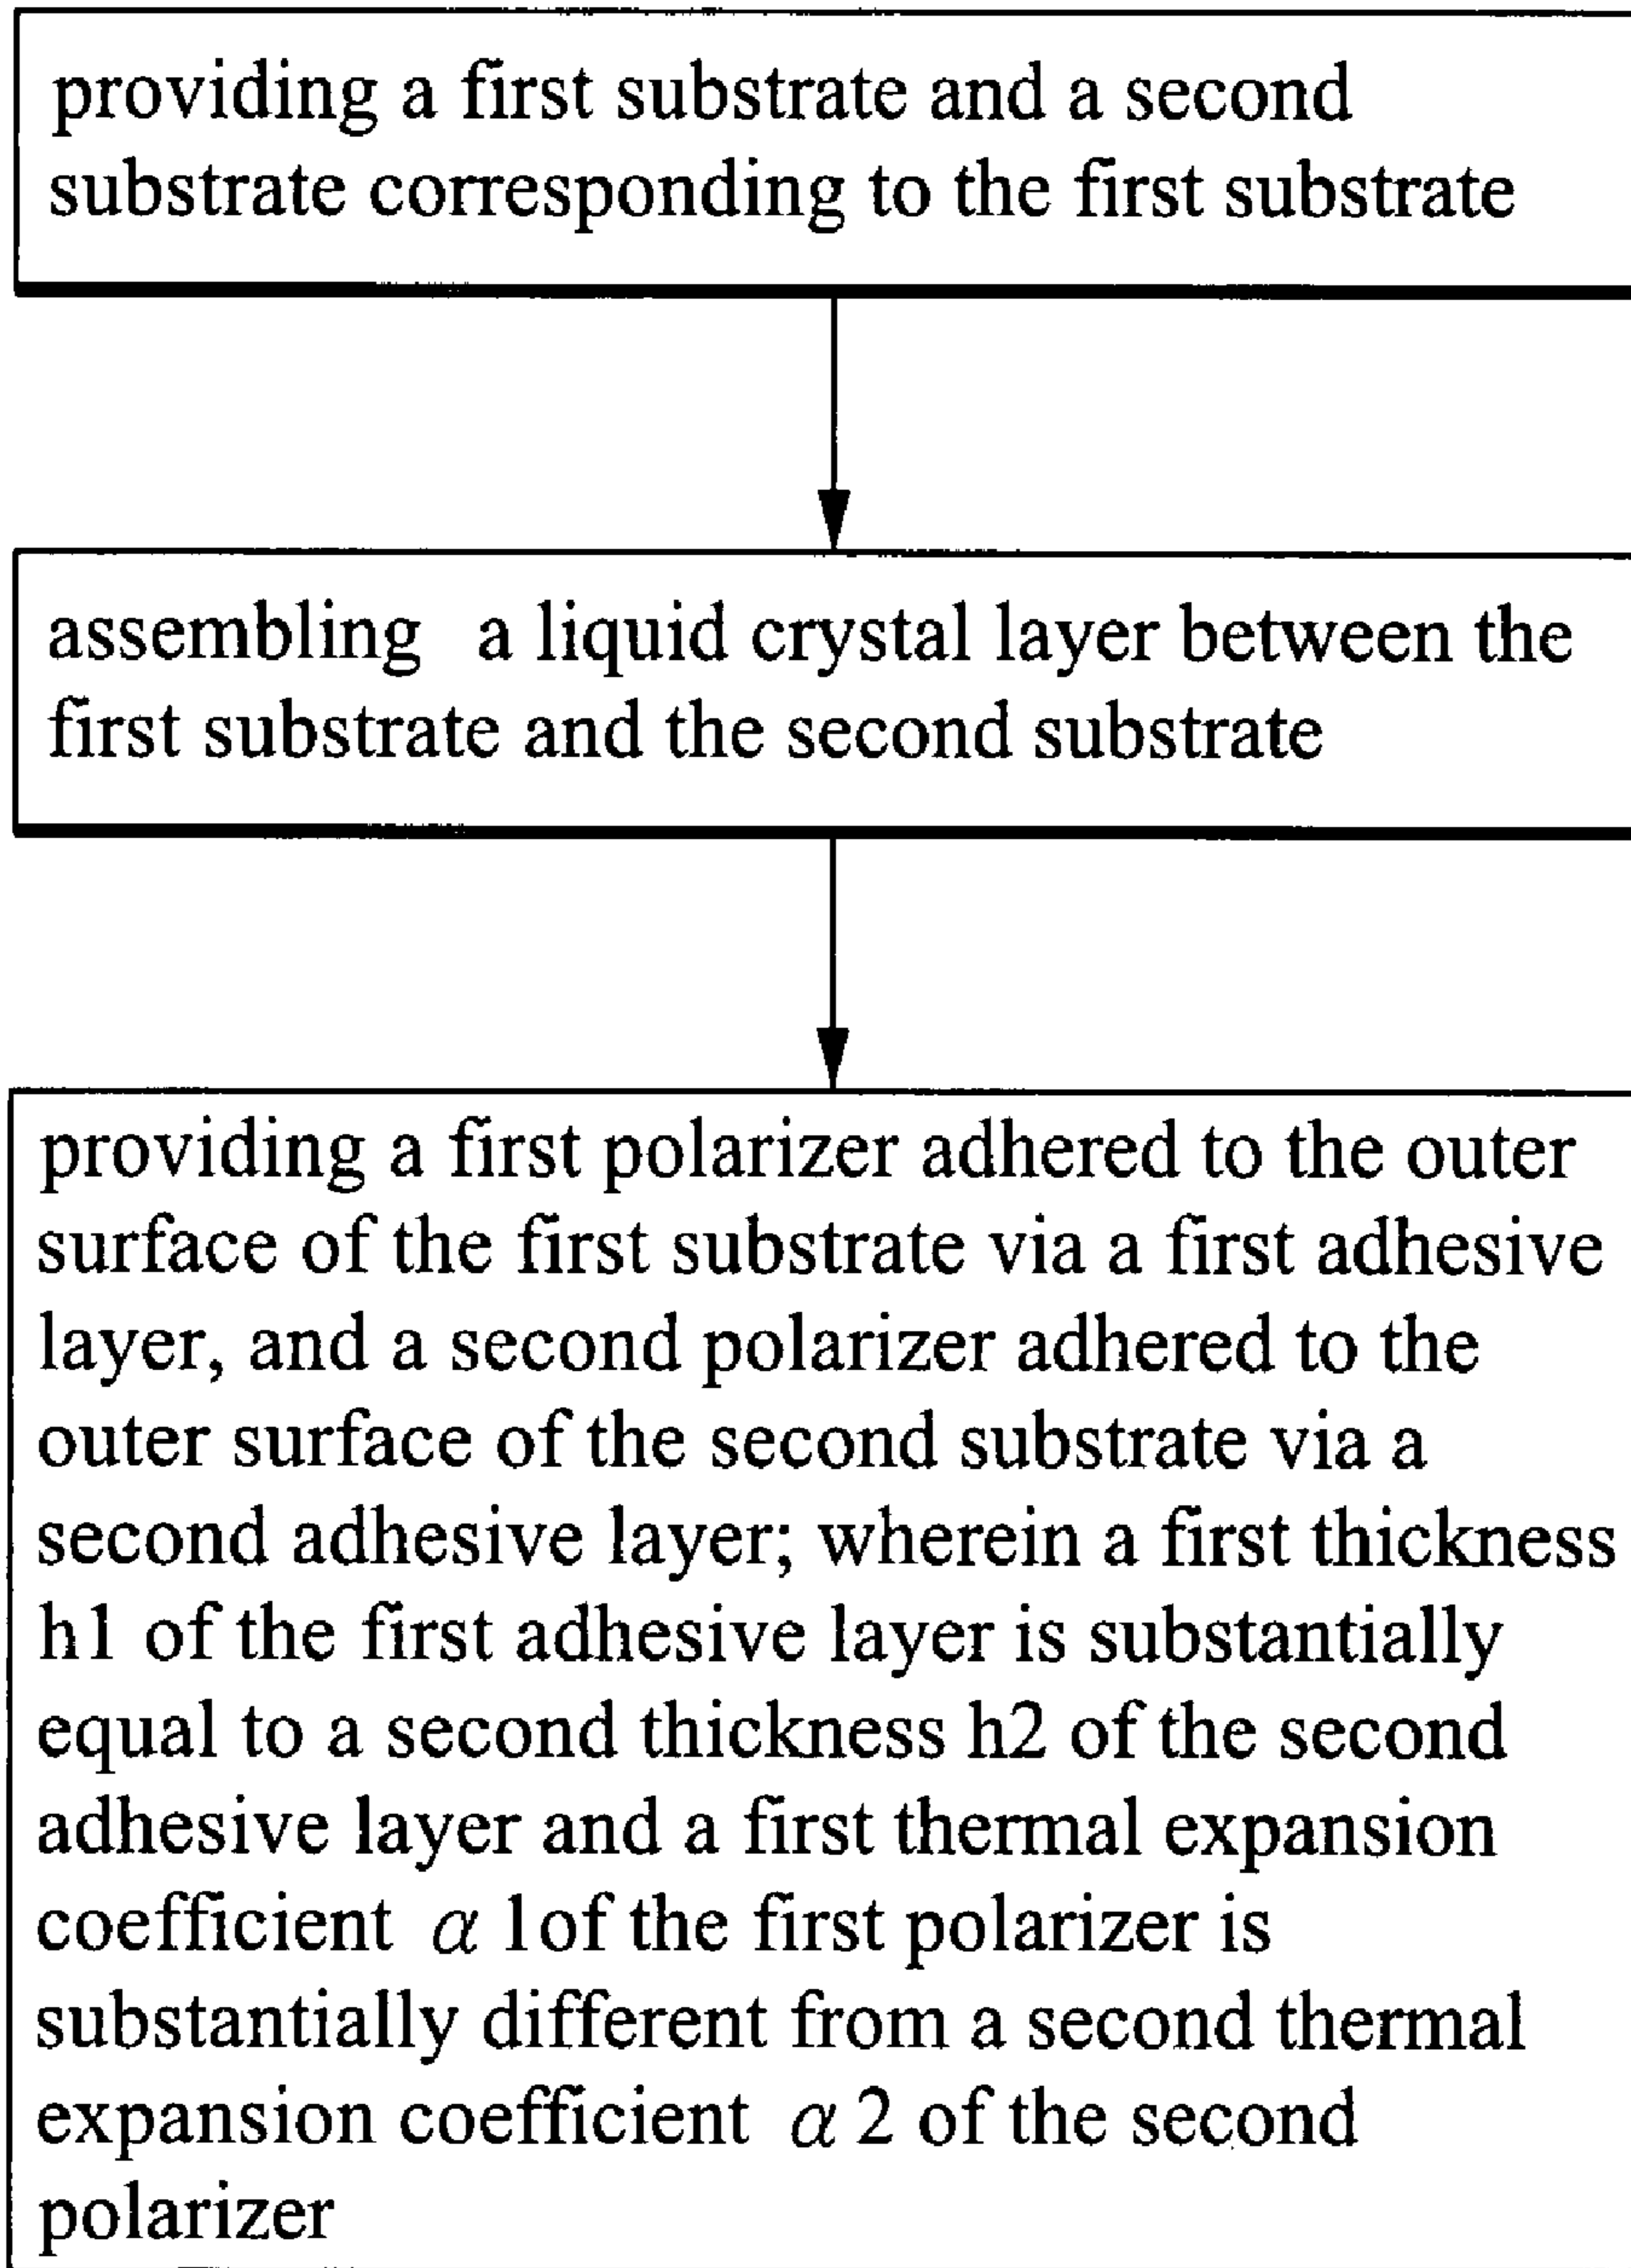 providing a first substrate and a second
substrate corresponding to the first substrate
assembling a liquid crystal layer between the
first substrate and the second substrate
providing a first polarizer adhered to the outer
surface of the first substrate via a first adhesive
layer, and a second polarizer adhered to the
outer surface of the second substrate via a
second adhesive layer; wherein a first thickness
h1 of the first adhesive layer is substantially
equal to a second thickness h2 of the second
adhesive layer and a first thermal expansion
coefficient α 1of the first polarizer is
substantially different from a second thermal
expansion coefficient α 2 of the second
polarizer